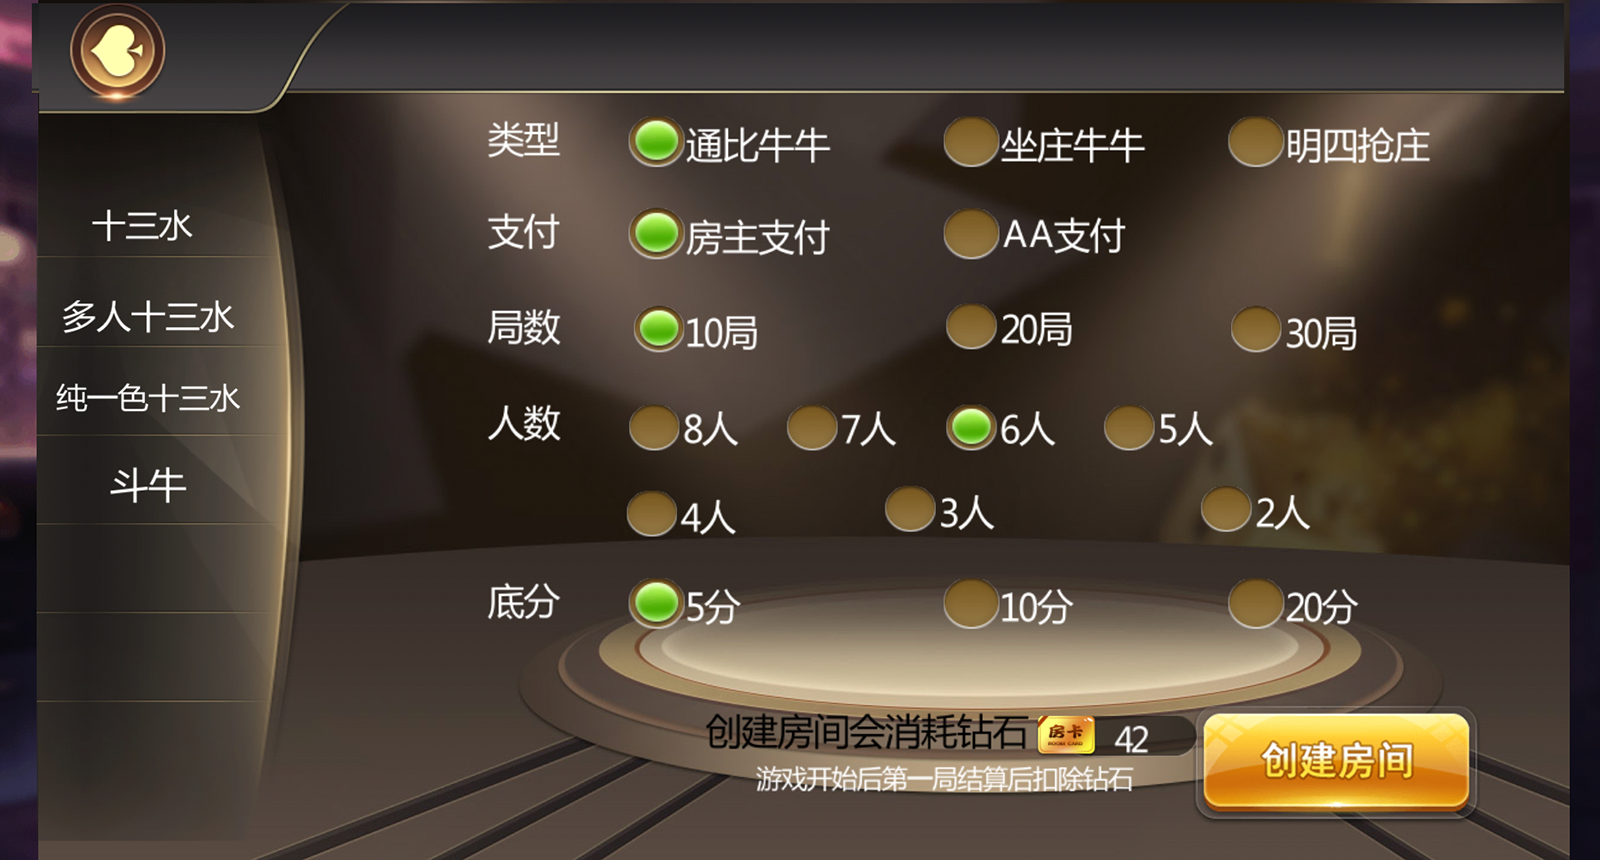 类型 通比牛牛 坐庄牛牛 明四抢庄
十三水
支付 房主支付 AA支付
多人十三水
局数 10局 20局 30局
纯一色十三水
人数 8人 7人 6人 5人
斗牛
4人 3人 2人
底分 5分 10分 20分
创建房间会消耗钻石 房卡 ROOM CARD 42
游戏开始后第一局结算后扣除钻石
创建房间